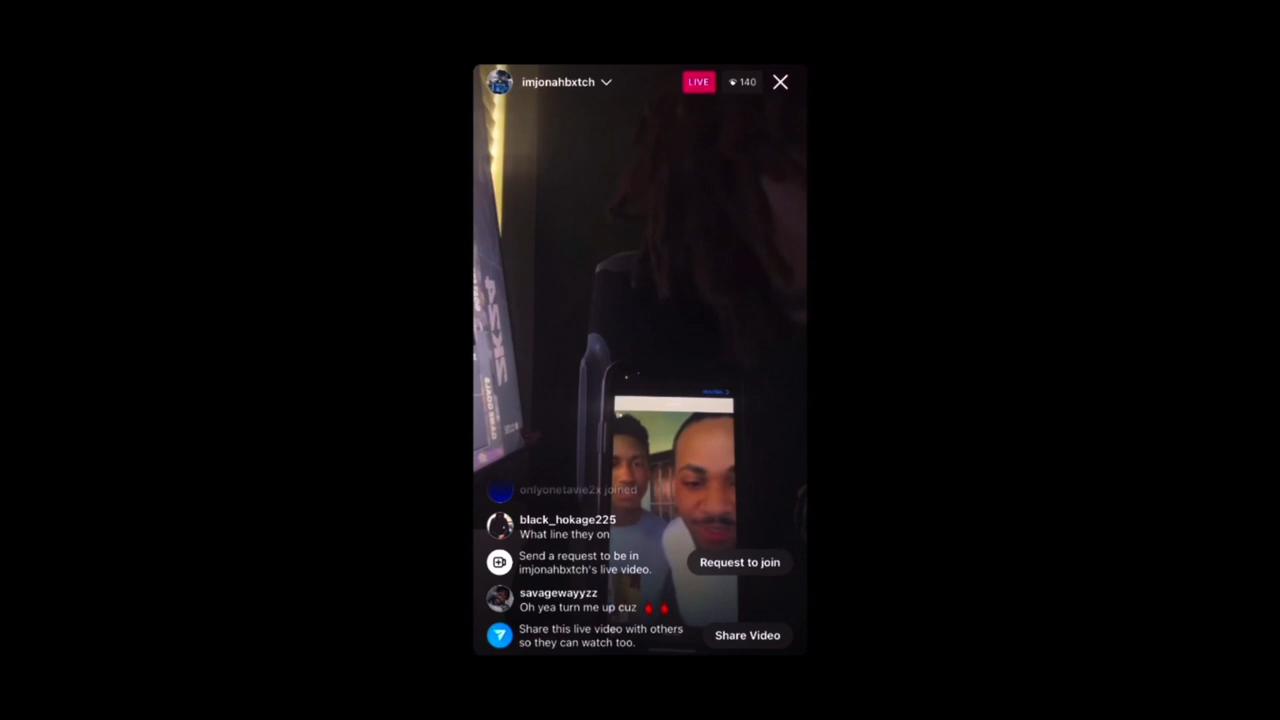 imjonahbxtch
LIVE
140
onlyonetavie2x joined
black_hokage225
What line they on
Send a request to be in
imjonahbxtch's live video.
Request to join
savagewayyzz
Oh yea turn me up cuz
Share this live video with others
so they can watch too.
Share Video